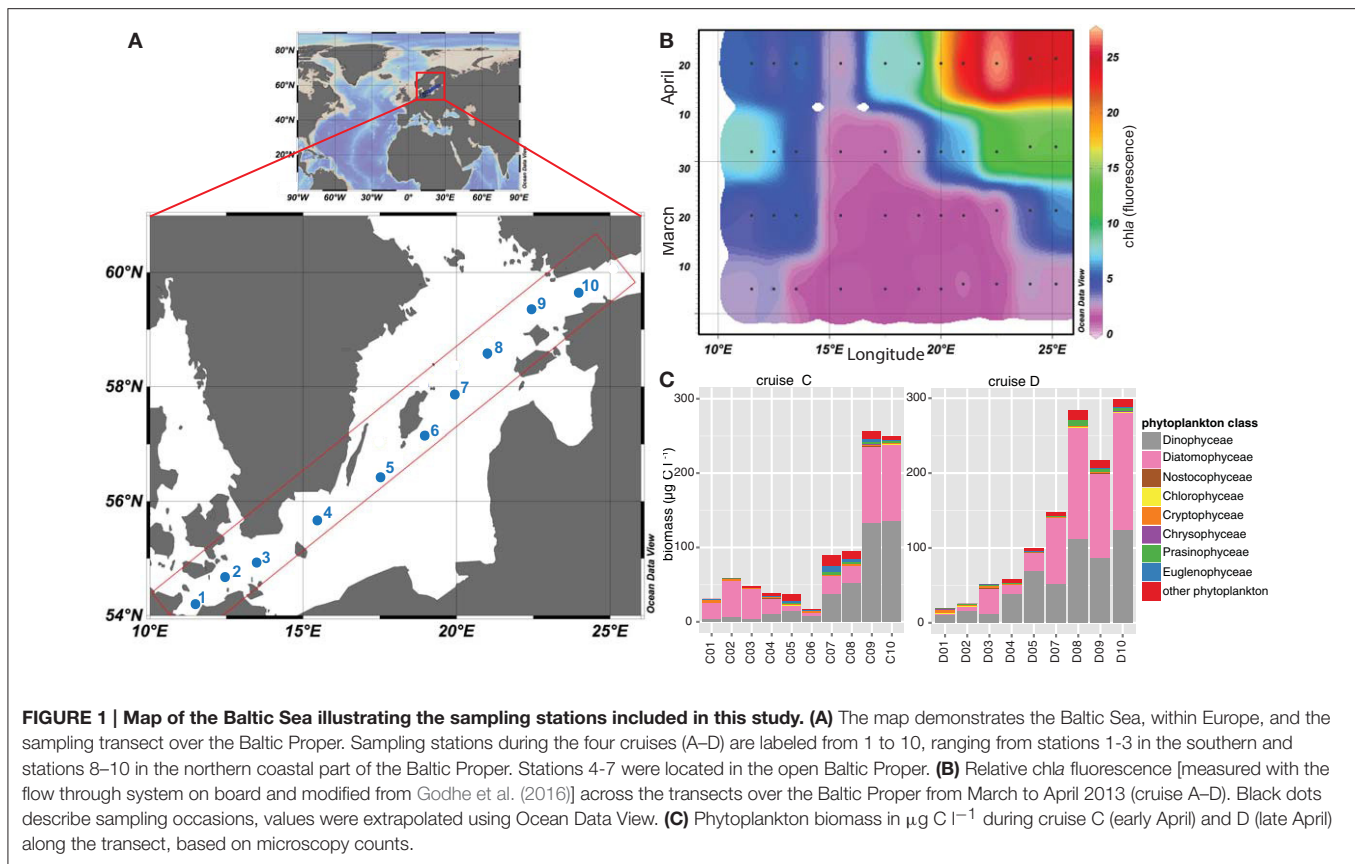 A
80°N
60°N
40°N
20°N
90°W 60°W 30°W 0° 30°E 60°E 90°E
Ocean Data View
60°N
58°N
56°N
54°N
10°E 15°E 20°E 25°E
1
2
3
4
5
6
7
8
9
10
Ocean Data View
B
April
March
20
10
30
20
10
10°E 15°E Longitude 20°E 25°E
25
20
15
10
5
0
chla (fluorescence)
Ocean Data View
C
cruise C
cruise D
biomass (µg C l⁻¹)
300
200
100
0
C01 C02 C03 C04 C05 C06 C07 C08 C09 C10
300
200
100
0
D01 D02 D03 D04 D05 D07 D08 D09 D10
phytoplankton class
Dinophyceae
Diatomophyceae
Nostocophyceae
Chlorophyceae
Cryptophyceae
Chrysophyceae
Prasinophyceae
Euglenophyceae
other phytoplankton
FIGURE 1 | Map of the Baltic Sea illustrating the sampling stations included in this study. (A) The map demonstrates the Baltic Sea, within Europe, and the
sampling transect over the Baltic Proper. Sampling stations during the four cruises (A–D) are labeled from 1 to 10, ranging from stations 1-3 in the southern and
stations 8–10 in the northern coastal part of the Baltic Proper. Stations 4-7 were located in the open Baltic Proper. (B) Relative chla fluorescence [measured with the
flow through system on board and modified from Godhe et al. (2016)] across the transects over the Baltic Proper from March to April 2013 (cruise A–D). Black dots
describe sampling occasions, values were extrapolated using Ocean Data View. (C) Phytoplankton biomass in µg C l⁻¹ during cruise C (early April) and D (late April)
along the transect, based on microscopy counts.